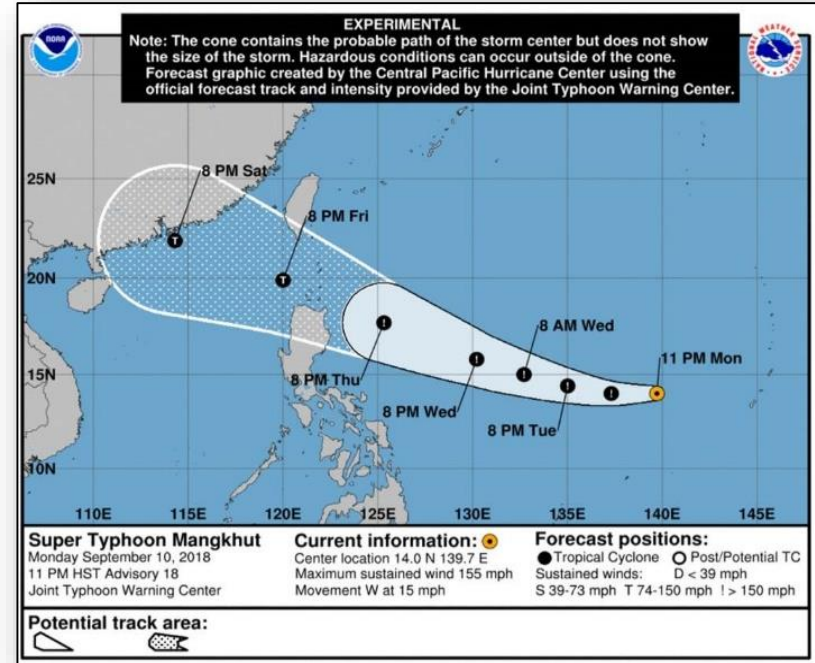 EXPERIMENTAL
Note: The cone contains the probable path of the storm center but does not show
the size of the storm. Hazardous conditions can occur outside of the cone.
Forecast graphic created by the Central Pacific Hurricane Center using the
official forecast track and intensity provided by the Joint Typhoon Warning Center.
NOAA
NATIONAL WEATHER SERVICE
8 PM Sat
25N
8 PM Fri
T
20N
T
8 AM Wed
!
11 PM Mon
!
15N
!
!
!
8 PM Thu
8 PM Wed
8 PM Tue
10N
110E 115E 120E 125E 130E 135E 140E 145E
Super Typhoon Mangkhut
Monday September 10, 2018
11 PM HST Advisory 18
Joint Typhoon Warning Center
Current information:
Center location 14.0 N 139.7 E
Maximum sustained wind 155 mph
Movement W at 15 mph
Forecast positions:
Tropical Cyclone Post/Potential TC
Sustained winds: D < 39 mph
S 39-73 mph T 74-150 mph ! > 150 mph
Potential track area: